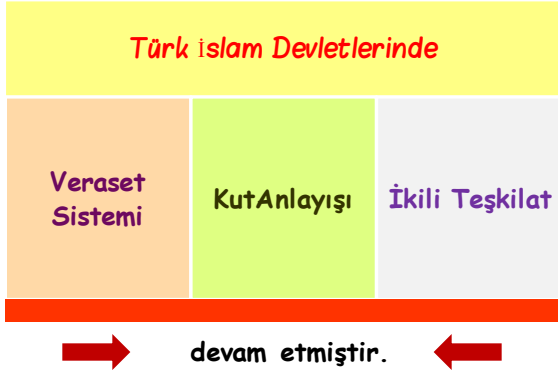 Türk İslam Devletlerinde
Veraset
Sistemi
KutAnlayışı
İkili Teşkilat
devam etmiştir.